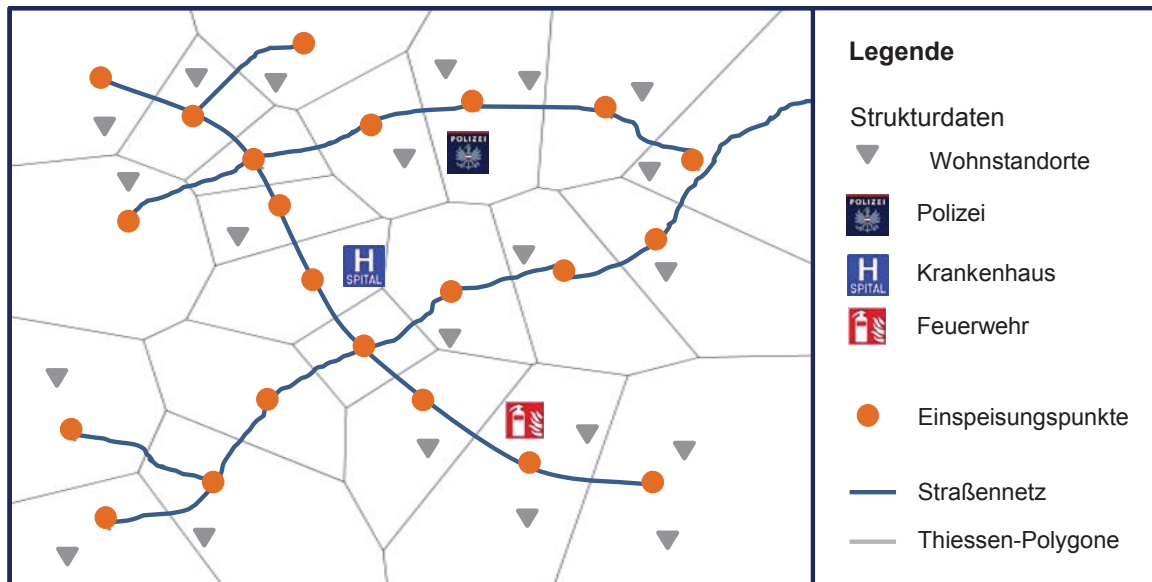 POLIZEI
H
SPITAL
Legende
Strukturdaten
Wohnstandorte
POLIZEI
Polizei
H
SPITAL
Krankenhaus
Feuerwehr
Einspeisungspunkte
Straßennetz
Thiessen-Polygone